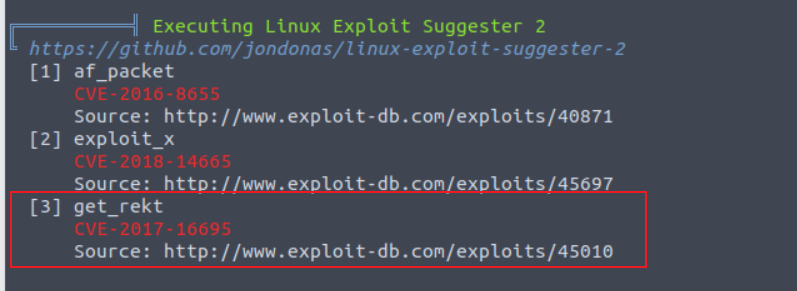 Executing Linux Exploit Suggester 2
https://github.com/jondonas/linux-exploit-suggester-2
[1] af_packet
CVE-2016-8655
Source: http://www.exploit-db.com/exploits/40871
[2] exploit_x
CVE-2018-14665
Source: http://www.exploit-db.com/exploits/45697
[3] get_rekt
CVE-2017-16695
Source: http://www.exploit-db.com/exploits/45010